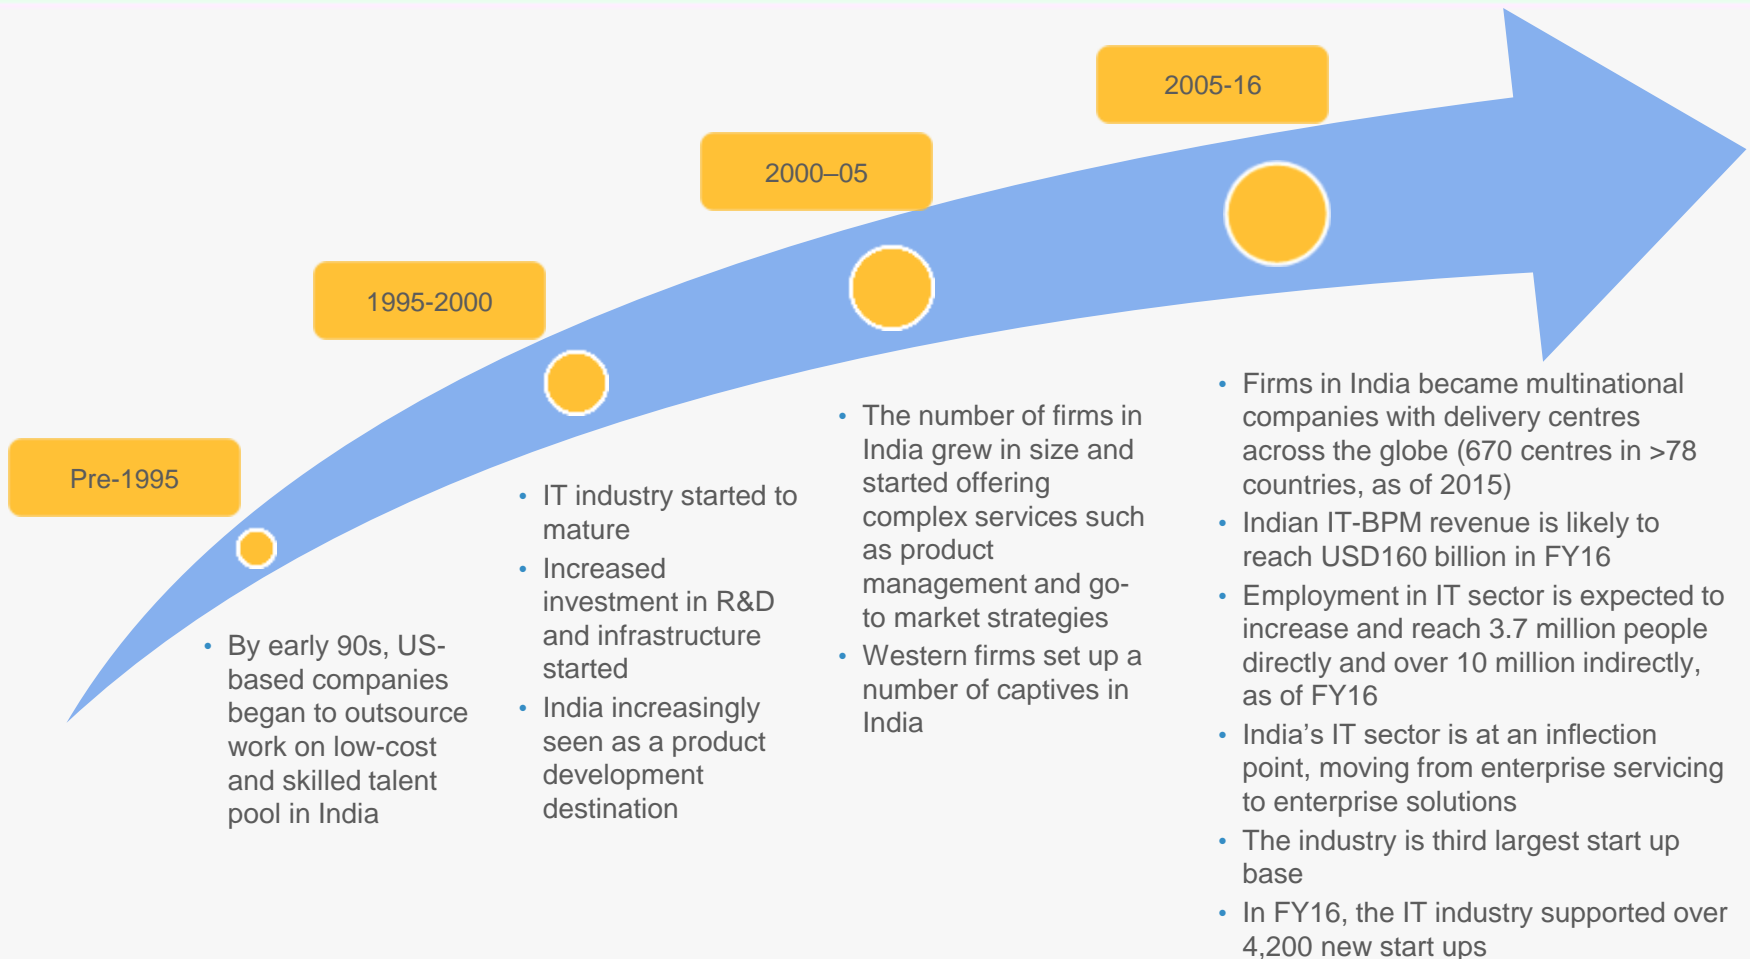 Pre-1995
• By early 90s, US-
based companies
began to outsource
work on low-cost
and skilled talent
pool in India
1995-2000
• IT industry started to
mature
• Increased
investment in R&D
and infrastructure
started
• India increasingly
seen as a product
development
destination
2000–05
• The number of firms in
India grew in size and
started offering
complex services such
as product
management and go-
to market strategies
• Western firms set up a
number of captives in
India
2005-16
• Firms in India became multinational
companies with delivery centres
across the globe (670 centres in >78
countries, as of 2015)
• Indian IT-BPM revenue is likely to
reach USD160 billion in FY16
• Employment in IT sector is expected to
increase and reach 3.7 million people
directly and over 10 million indirectly,
as of FY16
• India’s IT sector is at an inflection
point, moving from enterprise servicing
to enterprise solutions
• The industry is third largest start up
base
• In FY16, the IT industry supported over
4,200 new start ups